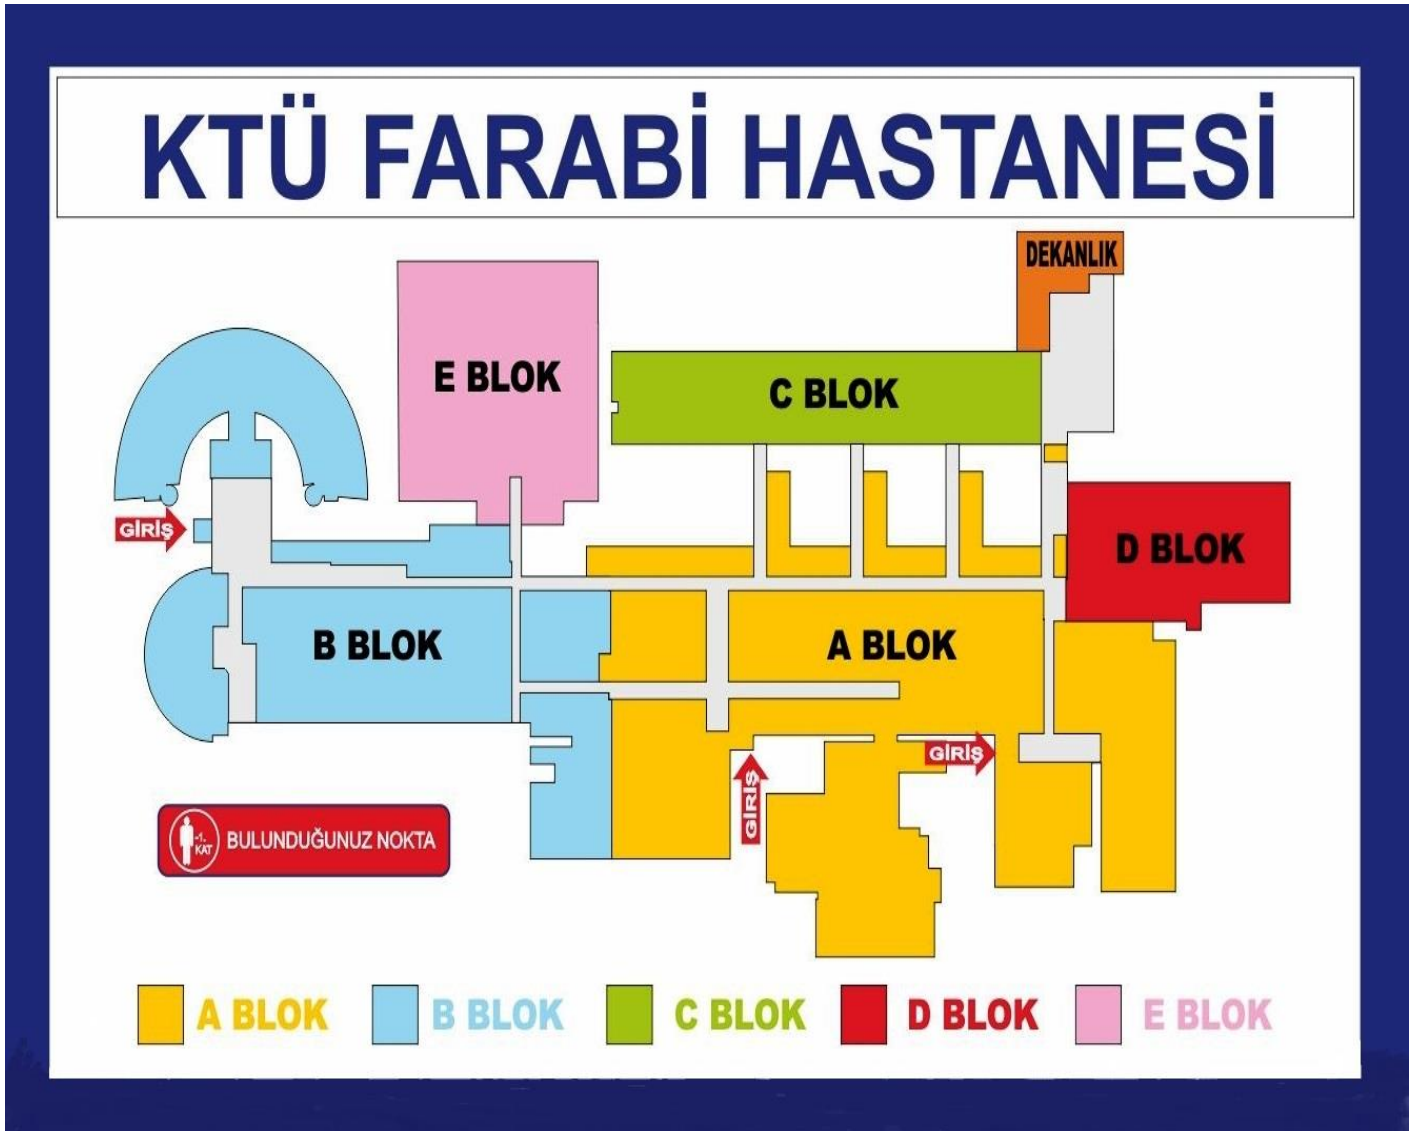 KTÜ FARABİ HASTANESİ
DEKANLIK
E BLOK
C BLOK
GİRİŞ
D BLOK
B BLOK
A BLOK
GİRİŞ
GİRİŞ
-1. KAT
BULUNDUĞUNUZ NOKTA
A BLOK
B BLOK
C BLOK
D BLOK
E BLOK